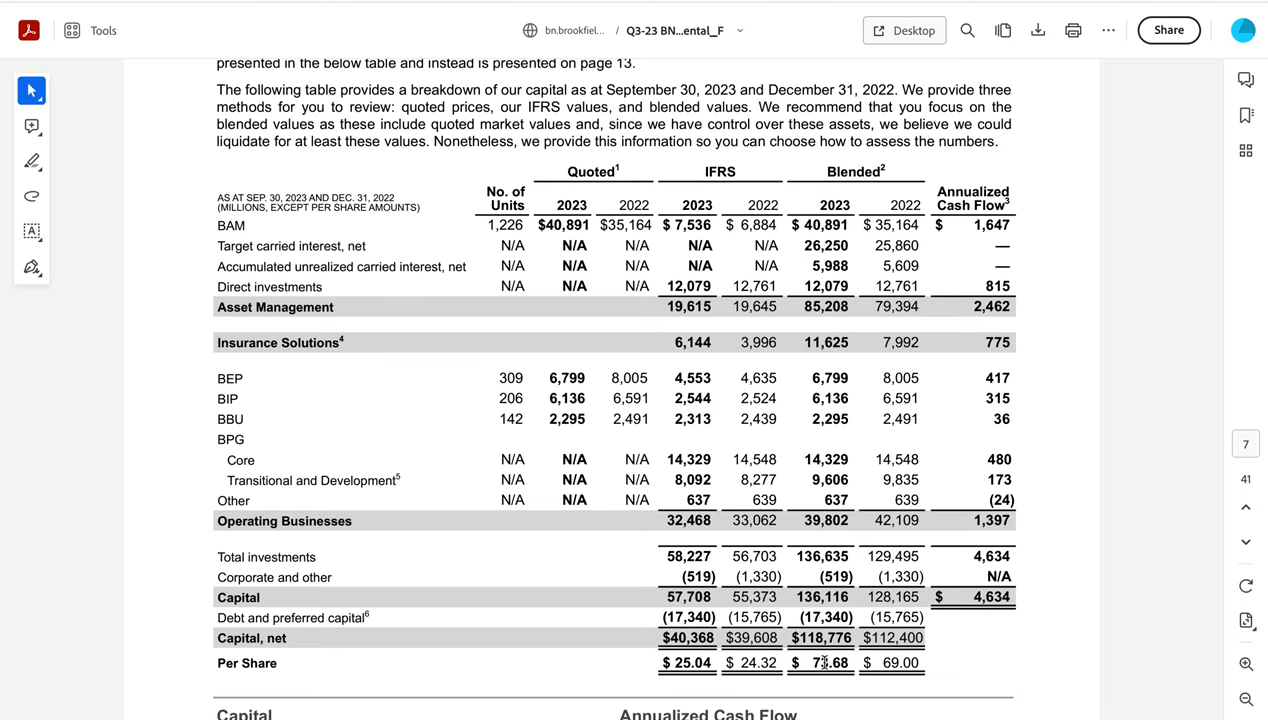 Tools
bn.brookfiel... / Q3-23 BN...ental_F
Desktop
Share
presented in the below table and instead is presented on page 13.
The following table provides a breakdown of our capital as at September 30, 2023 and December 31, 2022. We provide three
methods for you to review: quoted prices, our IFRS values, and blended values. We recommend that you focus on the
blended values as these include quoted market values and, since we have control over these assets, we believe we could
liquidate for at least these values. Nonetheless, we provide this information so you can choose how to assess the numbers.
Quoted1 IFRS Blended2
AS AT SEP. 30, 2023 AND DEC. 31, 2022
(MILLIONS, EXCEPT PER SHARE AMOUNTS)
No. of
Units 2023 2022 2023 2022 2023 2022
Annualized
Cash Flow3
BAM 1,226 $40,891 $35,164 $ 7,536 $ 6,884 $ 40,891 $ 35,164 $ 1,647
Target carried interest, net N/A N/A N/A N/A N/A 26,250 25,860 —
Accumulated unrealized carried interest, net N/A N/A N/A N/A N/A 5,988 5,609 —
Direct investments N/A N/A N/A 12,079 12,761 12,079 12,761 815
Asset Management 19,615 19,645 85,208 79,394 2,462
Insurance Solutions4 6,144 3,996 11,625 7,992 775
BEP 309 6,799 8,005 4,553 4,635 6,799 8,005 417
BIP 206 6,136 6,591 2,544 2,524 6,136 6,591 315
BBU 142 2,295 2,491 2,313 2,439 2,295 2,491 36
BPG
Core N/A N/A N/A 14,329 14,548 14,329 14,548 480
Transitional and Development5 N/A N/A N/A 8,092 8,277 9,606 9,835 173
Other N/A N/A N/A 637 639 637 639 (24)
Operating Businesses 32,468 33,062 39,802 42,109 1,397
Total investments 58,227 56,703 136,635 129,495 4,634
Corporate and other (519) (1,330) (519) (1,330) N/A
Capital 57,708 55,373 136,116 128,165 $ 4,634
Debt and preferred capital6 (17,340) (15,765) (17,340) (15,765)
Capital, net $40,368 $39,608 $118,776 $112,400
Per Share $ 25.04 $ 24.32 $ $ 69.00
Capital Annualized Cash Flow
7
41